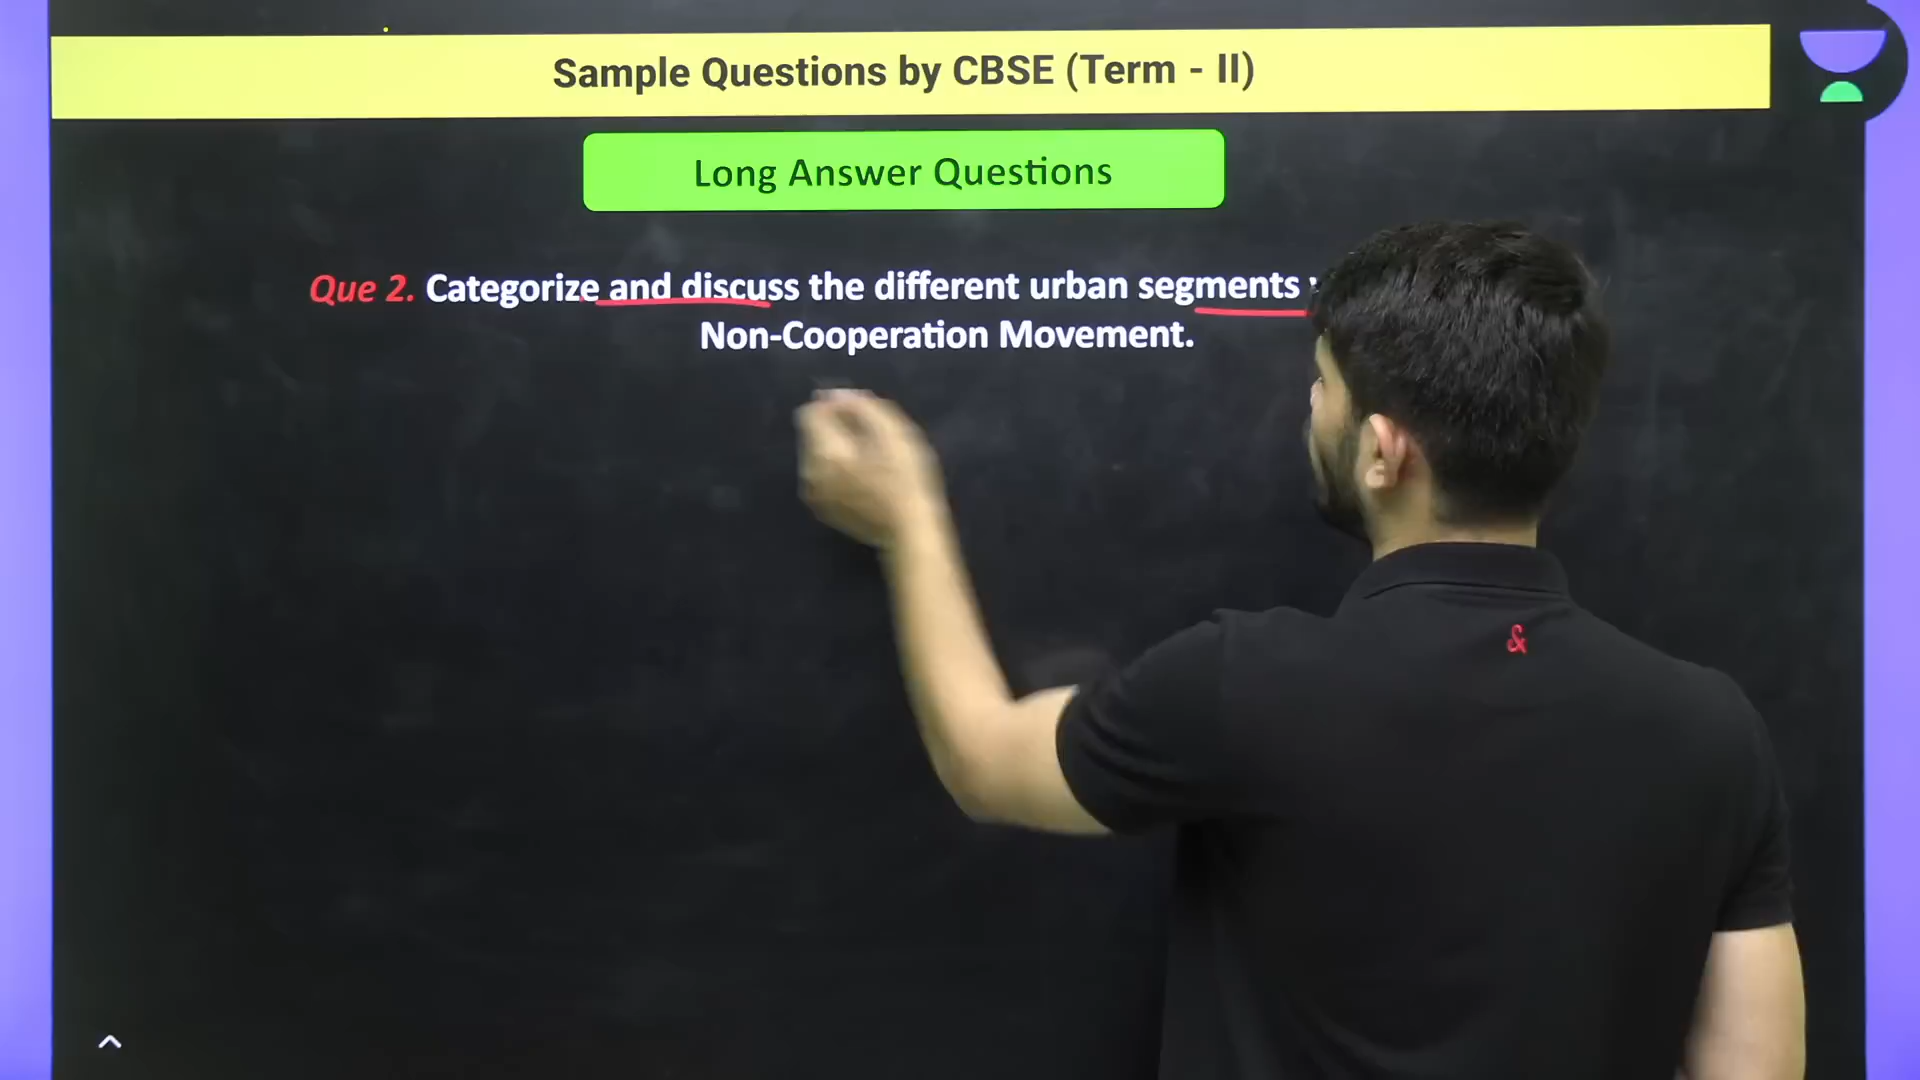 Sample Questions by CBSE (Term - II)
Long Answer Questions
Que 2. Categorize and discuss the different urban segments
Non-Cooperation Movement.
&